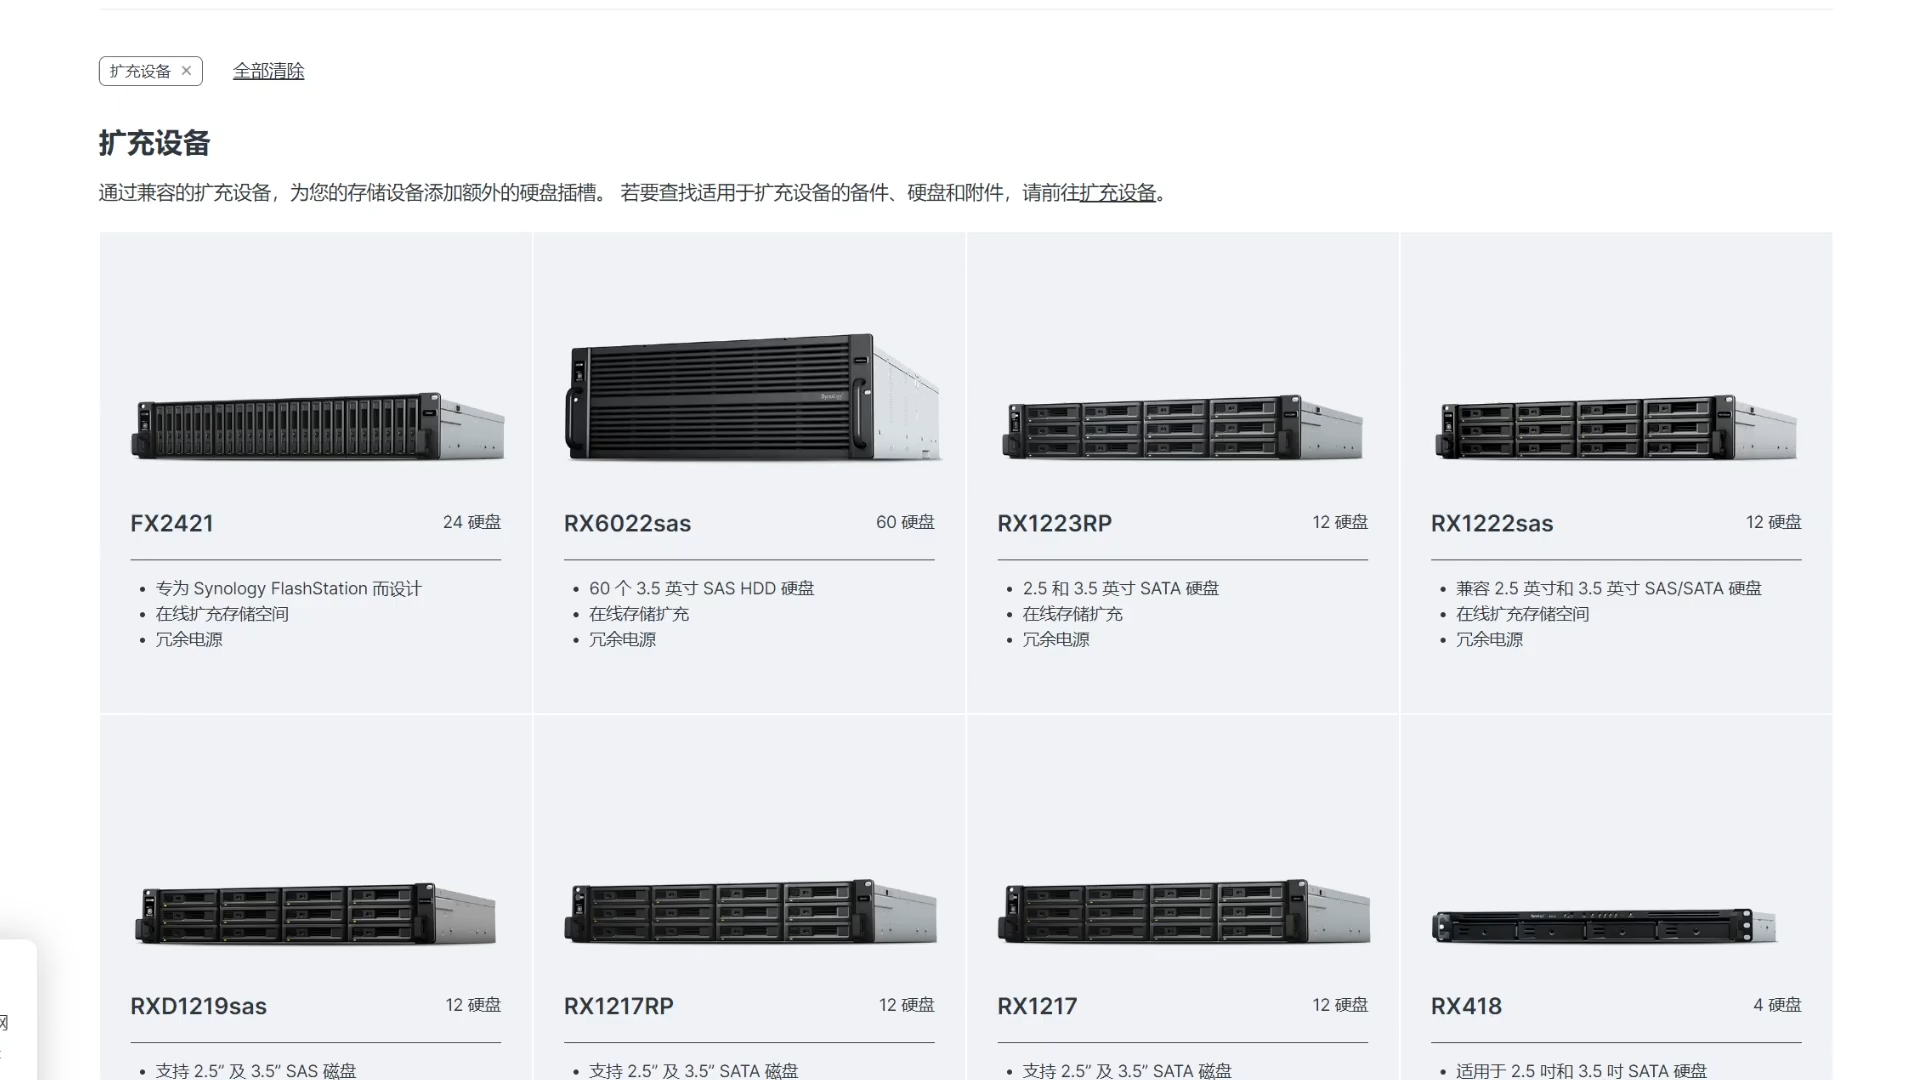 扩充设备 ×
全部清除
扩充设备
通过兼容的扩充设备，为您的存储设备添加额外的硬盘插槽。 若要查找适用于扩充设备的备件、硬盘和附件，请前往扩充设备。
FX2421 24 硬盘
• 专为 Synology FlashStation 而设计
• 在线扩充存储空间
• 冗余电源
RX6022sas 60 硬盘
• 60 个 3.5 英寸 SAS HDD 硬盘
• 在线存储扩充
• 冗余电源
RX1223RP 12 硬盘
• 2.5 和 3.5 英寸 SATA 硬盘
• 在线存储扩充
• 冗余电源
RX1222sas 12 硬盘
• 兼容 2.5 英寸和 3.5 英寸 SAS/SATA 硬盘
• 在线扩充存储空间
• 冗余电源
RXD1219sas 12 硬盘
• 支持 2.5” 及 3.5” SAS 磁盘
RX1217RP 12 硬盘
• 支持 2.5” 及 3.5” SATA 磁盘
RX1217 12 硬盘
• 支持 2.5” 及 3.5” SATA 磁盘
RX418 4 硬盘
• 适用于 2.5 吋和 3.5 吋 SATA 硬盘